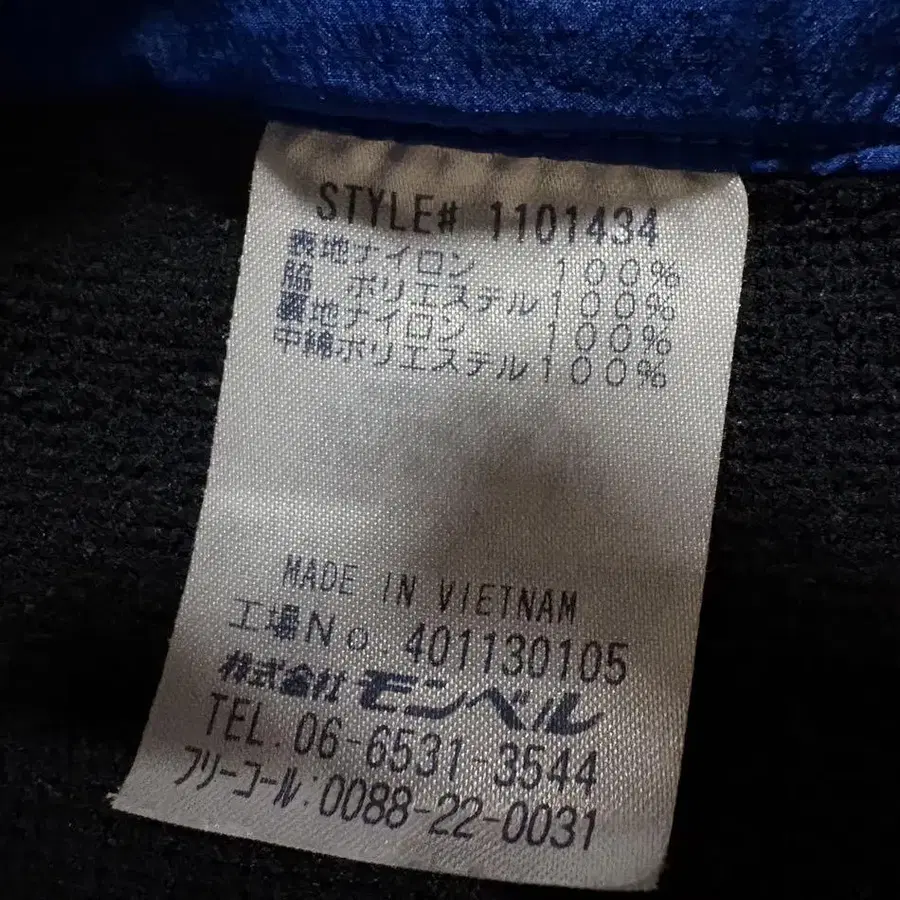 STYLE# 1101434
表地ナイロン 100%
脇 ポリエステル100%
裏地ナイロン 100%
中綿ポリエステル100%
MADE IN VIETNAM
工場No. 401130105
株式会社 モンベル
TEL. 06-6531-3544
フリーコール:0088-22-0031